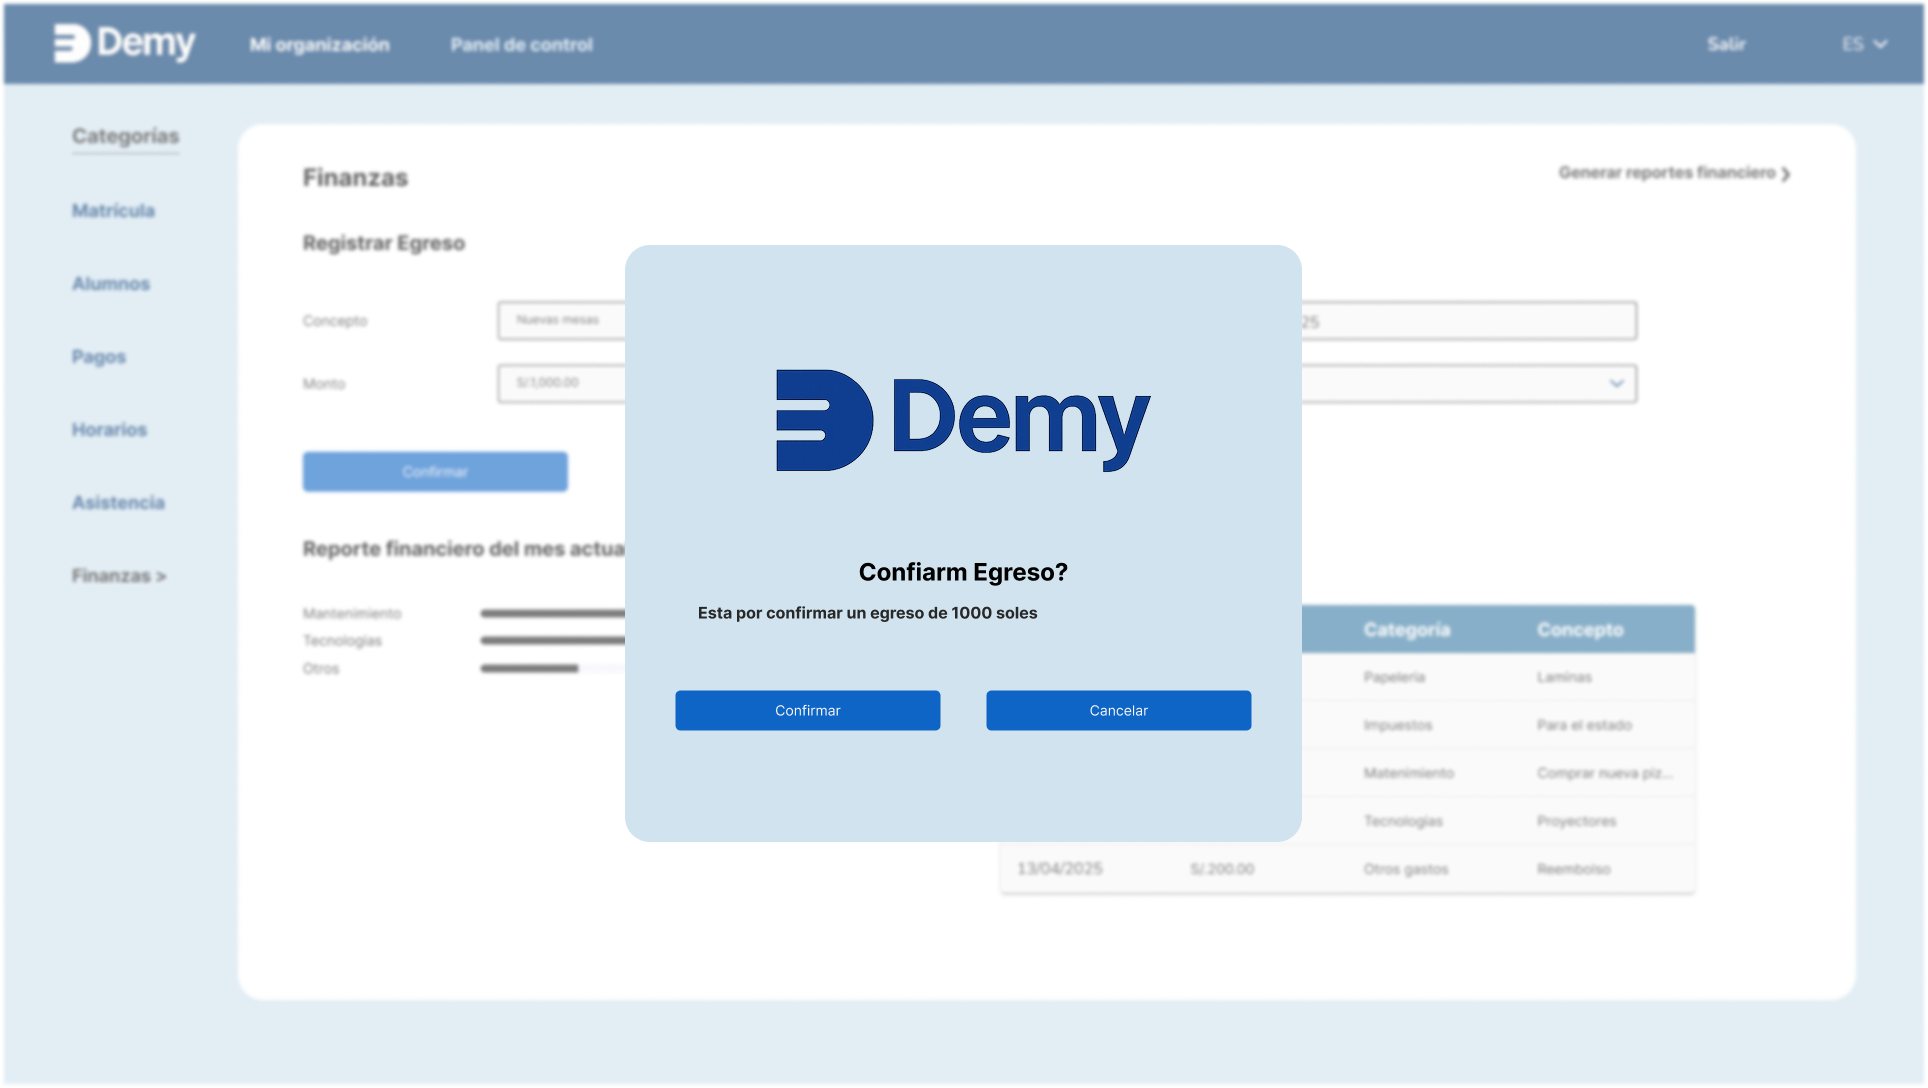 Demy Mi organización Panel de control Salir ES
Categorías
Matrícula
Alumnos
Pagos
Horarios
Asistencia
Finanzas >
Finanzas
Generar reportes financiero ❯
Registrar Egreso
Concepto Nuevas mesas 25
Monto S/.1,000.00
Confirmar
Reporte financiero del mes actua
Mantenimiento
Tecnologías
Otros
Categoría Concepto
Papelería Laminas
Impuestos Para el estado
Matenimiento Comprar nueva piz...
Tecnologías Proyectores
13/04/2025 S/.200.00 Otros gastos Reembolso
Demy
Confiarm Egreso?
Esta por confirmar un egreso de 1000 soles
Confirmar Cancelar